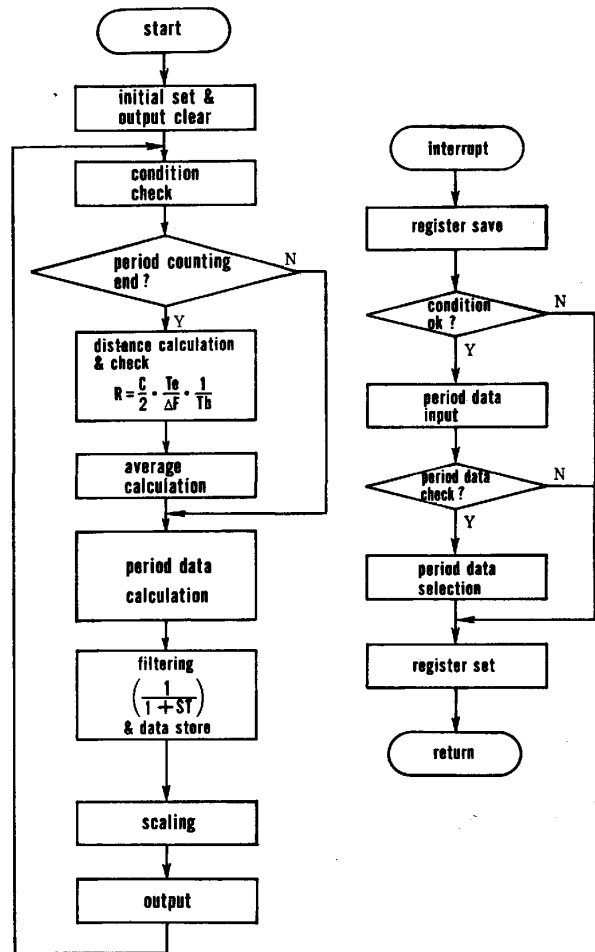 start
initial set &
output clear
condition
check
period counting
end?
N
Y
distance calculation
& check
R = C/2 · Te/ΔF · 1/Tb
average
calculation
period data
calculation
filtering
(1/(1 + ST))
& data store
scaling
output
interrupt
register save
condition
ok?
N
Y
period data
input
period data
check?
N
Y
period data
selection
register set
return